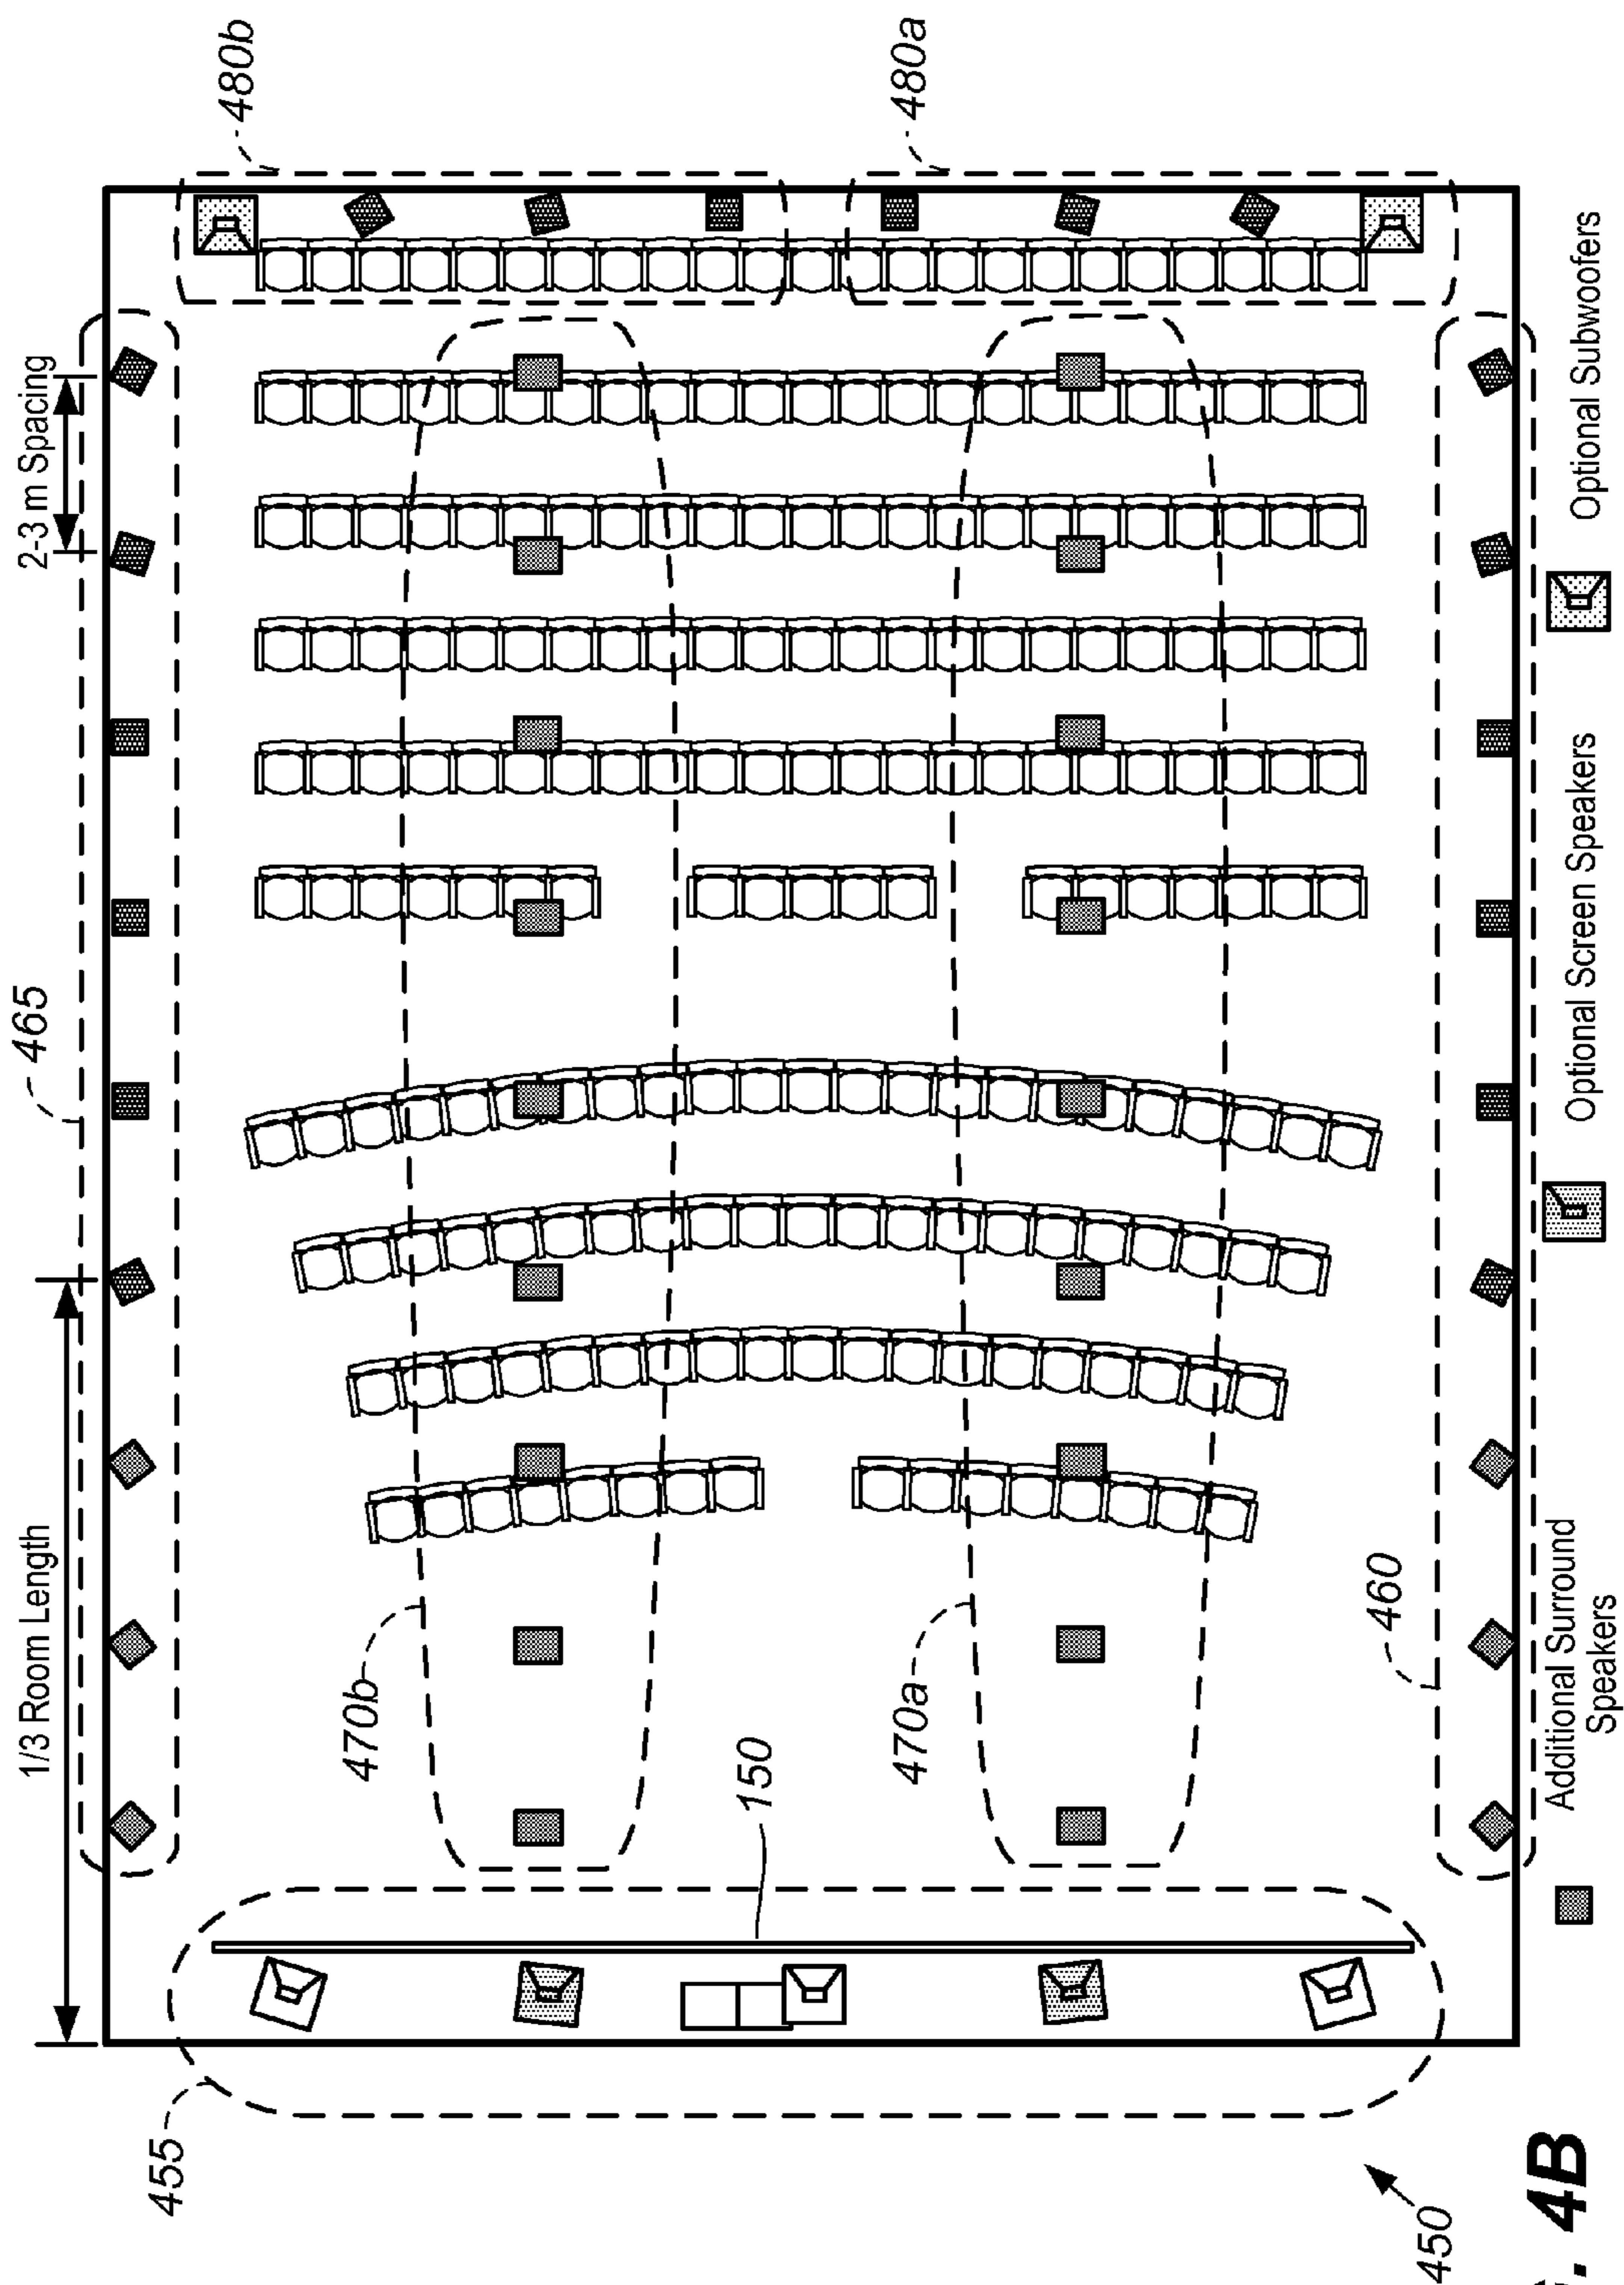 480b
480a
2-3 m Spacing
465
1/3 Room Length
470b
470a
150
460
455
450
Additional Surround
Speakers
Optional Screen Speakers
Optional Subwoofers
4B